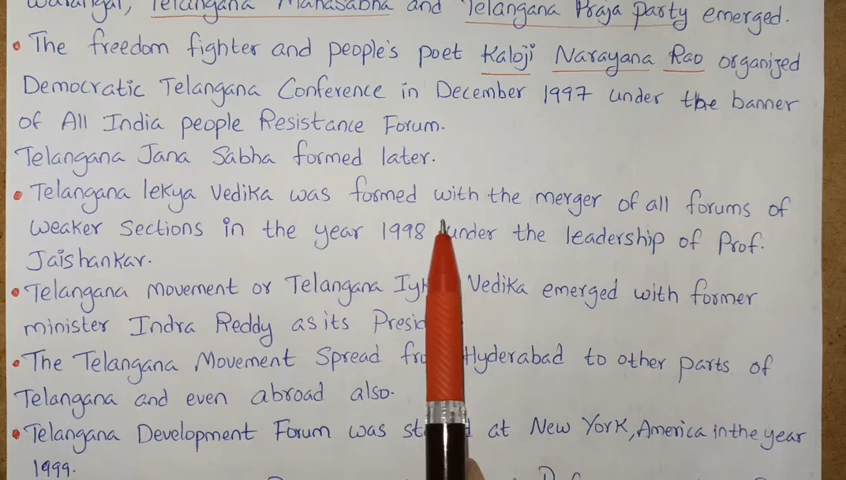 Warangal, Telangana Mahasabha and Telangana Praja party emerged.
• The freedom fighter and people's poet Kaloji Narayana Rao organized
Democratic Telangana Conference in December 1997 under the banner
of All India people Resistance Forum.
Telangana Jana Sabha formed later.
• Telangana lekya Vedika was formed with the merger of all forums of
weaker Sections in the year 1998 under the leadership of Prof.
Jaishankar.
• Telangana movement or Telangana Vedika emerged with former
minister Indra Reddy as its
• The Telangana Movement Spread Hyderabad to other parts of
Telangana and even abroad also.
• Telangana Development Forum was at New York, America in the year
1999.